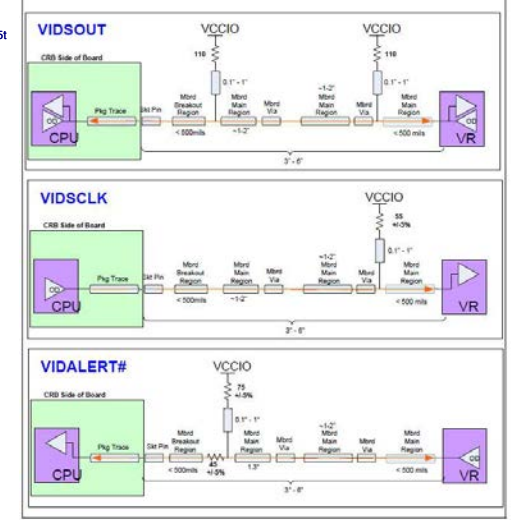 5t
VIDSOUT
VCCIO
VCCIO
110
110
CRB Side of Board
0.1" - 1"
0.1" - 1"
CPU
OD
Pkg Trace
Skt Pin
Mbrd
Breakout
Region
< 500mils
Mbrd
Main
Region
~1-2"
Mbrd
Via
~1-2"
Mbrd
Main
Region
Mbrd
Via
Mbrd
Main
Region
< 500 mils
OD
VR
3" - 6"
VIDSCLK
VCCIO
55
+/-5%
CRB Side of Board
0.1" - 1"
OD
CPU
Pkg Trace
Skt Pin
Mbrd
Breakout
Region
< 500mils
Mbrd
Main
Region
~1-2"
Mbrd
Via
~1-2"
Mbrd
Main
Region
Mbrd
Via
Mbrd
Main
Region
< 500 mils
VR
3" - 6"
VIDALERT#
VCCIO
75
+/-5%
CRB Side of Board
0.1" - 1"
CPU
Pkg Trace
Skt Pin
Mbrd
Breakout
Region
<500mils
+/-5%
Mbrd
Main
Region
1.3"
Mbrd
Via
~1-2"
Mbrd
Main
Region
Mbrd
Via
Mbrd
Main
Region
< 500 mils
OD
VR
3" - 6"